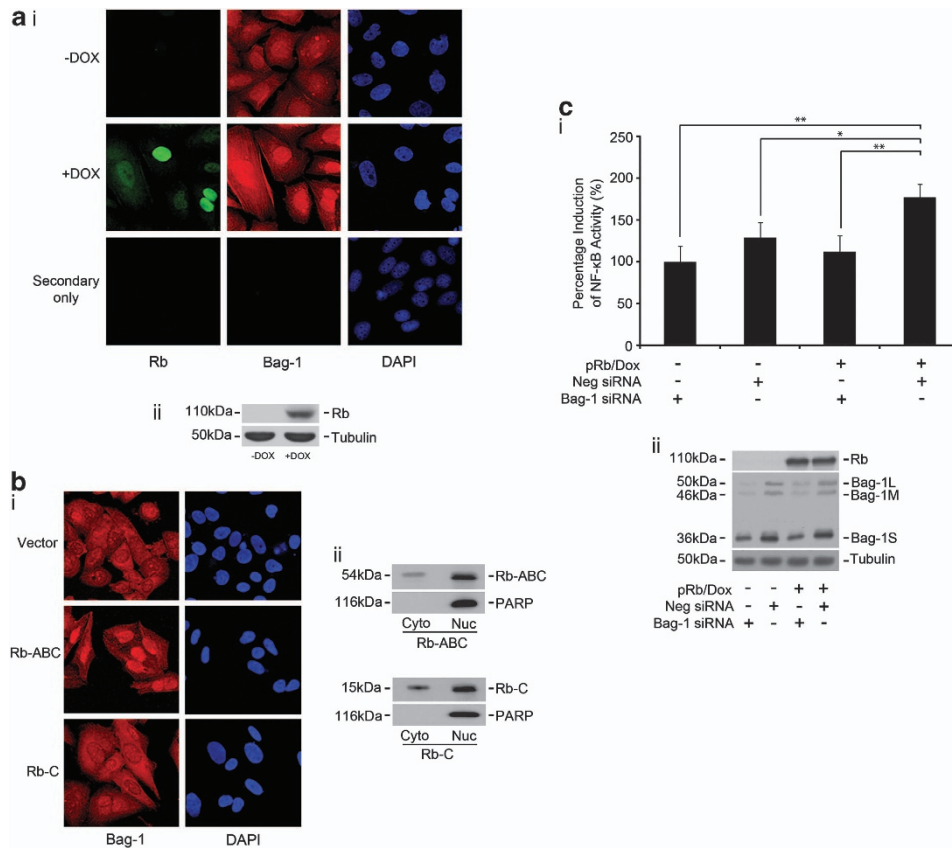 a i
-DOX
+DOX
Secondary only
Rb Bag-1 DAPI
ii
110kDa Rb
50kDa Tubulin
-DOX +DOX
b
i
Vector
Rb-ABC
Rb-C
Bag-1 DAPI
ii
54kDa Rb-ABC
116kDa PARP
Cyto Nuc
Rb-ABC
15kDa Rb-C
116kDa PARP
Cyto Nuc
Rb-C
c
i
Percentage Induction
of NF-κB Activity (%)
250
200
150
100
50
0
**
*
**
pRb/Dox - - + +
Neg siRNA - + - +
Bag-1 siRNA + - + -
ii
110kDa Rb
50kDa Bag-1L
46kDa Bag-1M
36kDa Bag-1S
50kDa Tubulin
pRb/Dox - - + +
Neg siRNA - + - +
Bag-1 siRNA + - + -